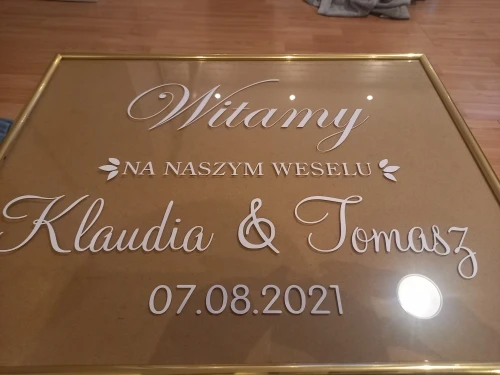 Witamy
NA NASZYM WESELU
Klaudia & Tomasz
07.08.2021